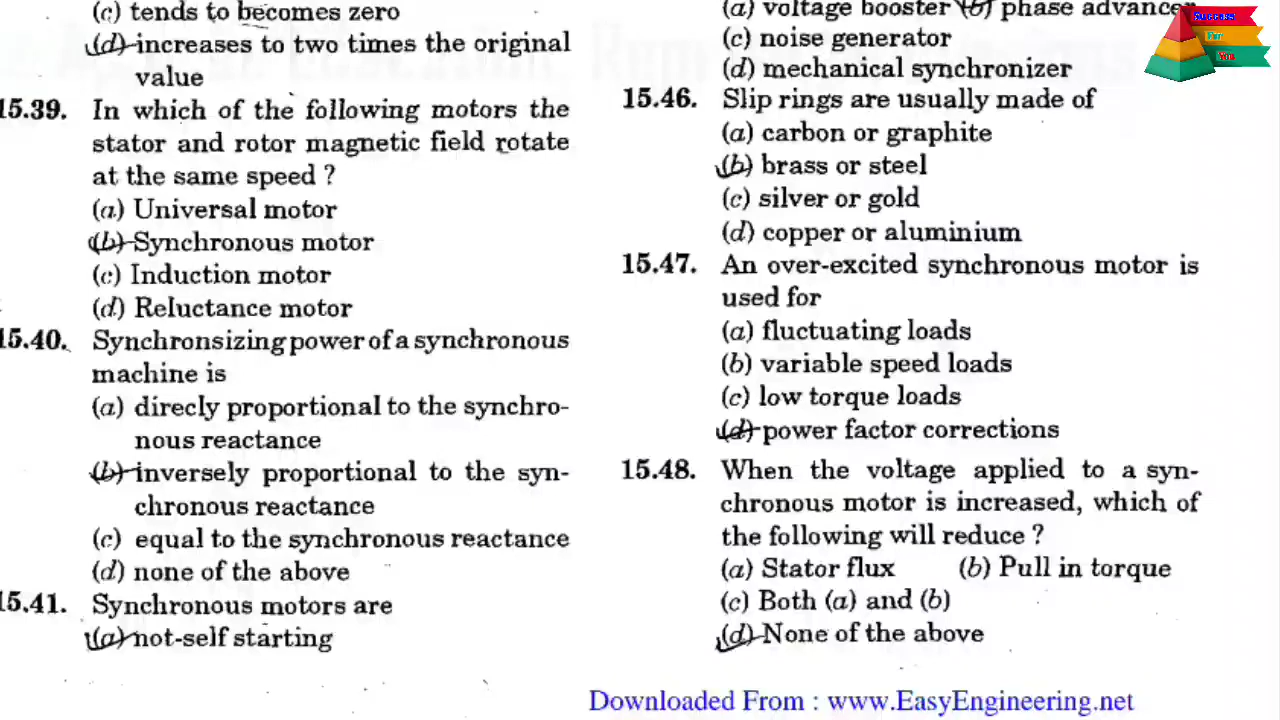 (c) tends to becomes zero
(d) increases to two times the original
value
15.39. In which of the following motors the
stator and rotor magnetic field rotate
at the same speed ?
(a) Universal motor
(b) Synchronous motor
(c) Induction motor
(d) Reluctance motor
15.40. Synchronsizing power of a synchronous
machine is
(a) direcly proportional to the synchro-
nous reactance
(b) inversely proportional to the syn-
chronous reactance
(c) equal to the synchronous reactance
(d) none of the above
15.41. Synchronous motors are
(a) not-self starting
(a) voltage booster (b) phase advancer
(c) noise generator
(d) mechanical synchronizer
15.46. Slip rings are usually made of
(a) carbon or graphite
(b) brass or steel
(c) silver or gold
(d) copper or aluminium
15.47. An over-excited synchronous motor is
used for
(a) fluctuating loads
(b) variable speed loads
(c) low torque loads
(d) power factor corrections
15.48. When the voltage applied to a syn-
chronous motor is increased, which of
the following will reduce ?
(a) Stator flux (b) Pull in torque
(c) Both (a) and (b)
(d) None of the above
Downloaded From : www.EasyEngineering.net
Success
For
You